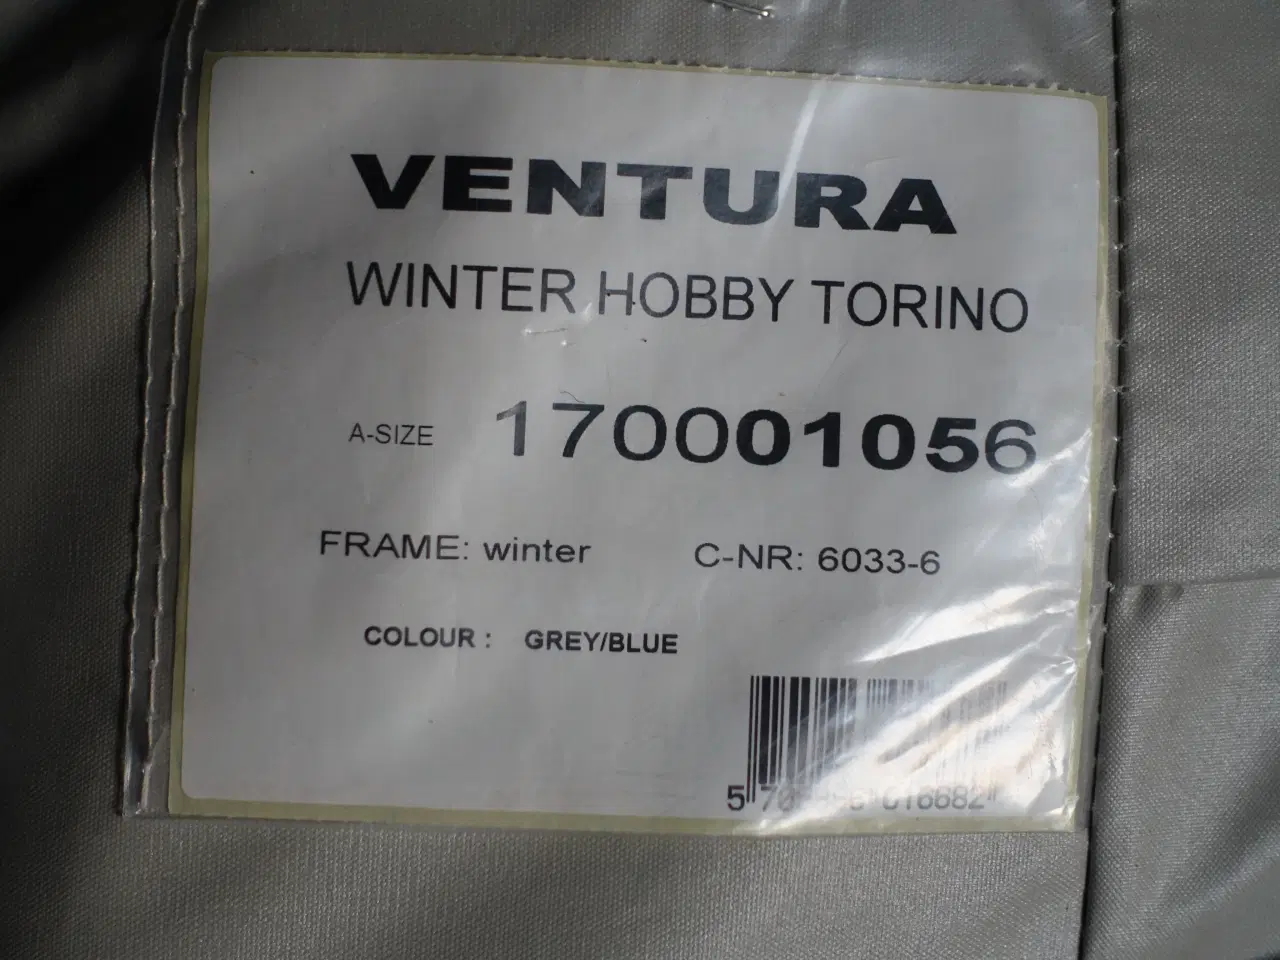 VENTURA
WINTER HOBBY TORINO
A-SIZE 170001056
FRAME: winter C-NR: 6033-6
COLOUR : GREY/BLUE